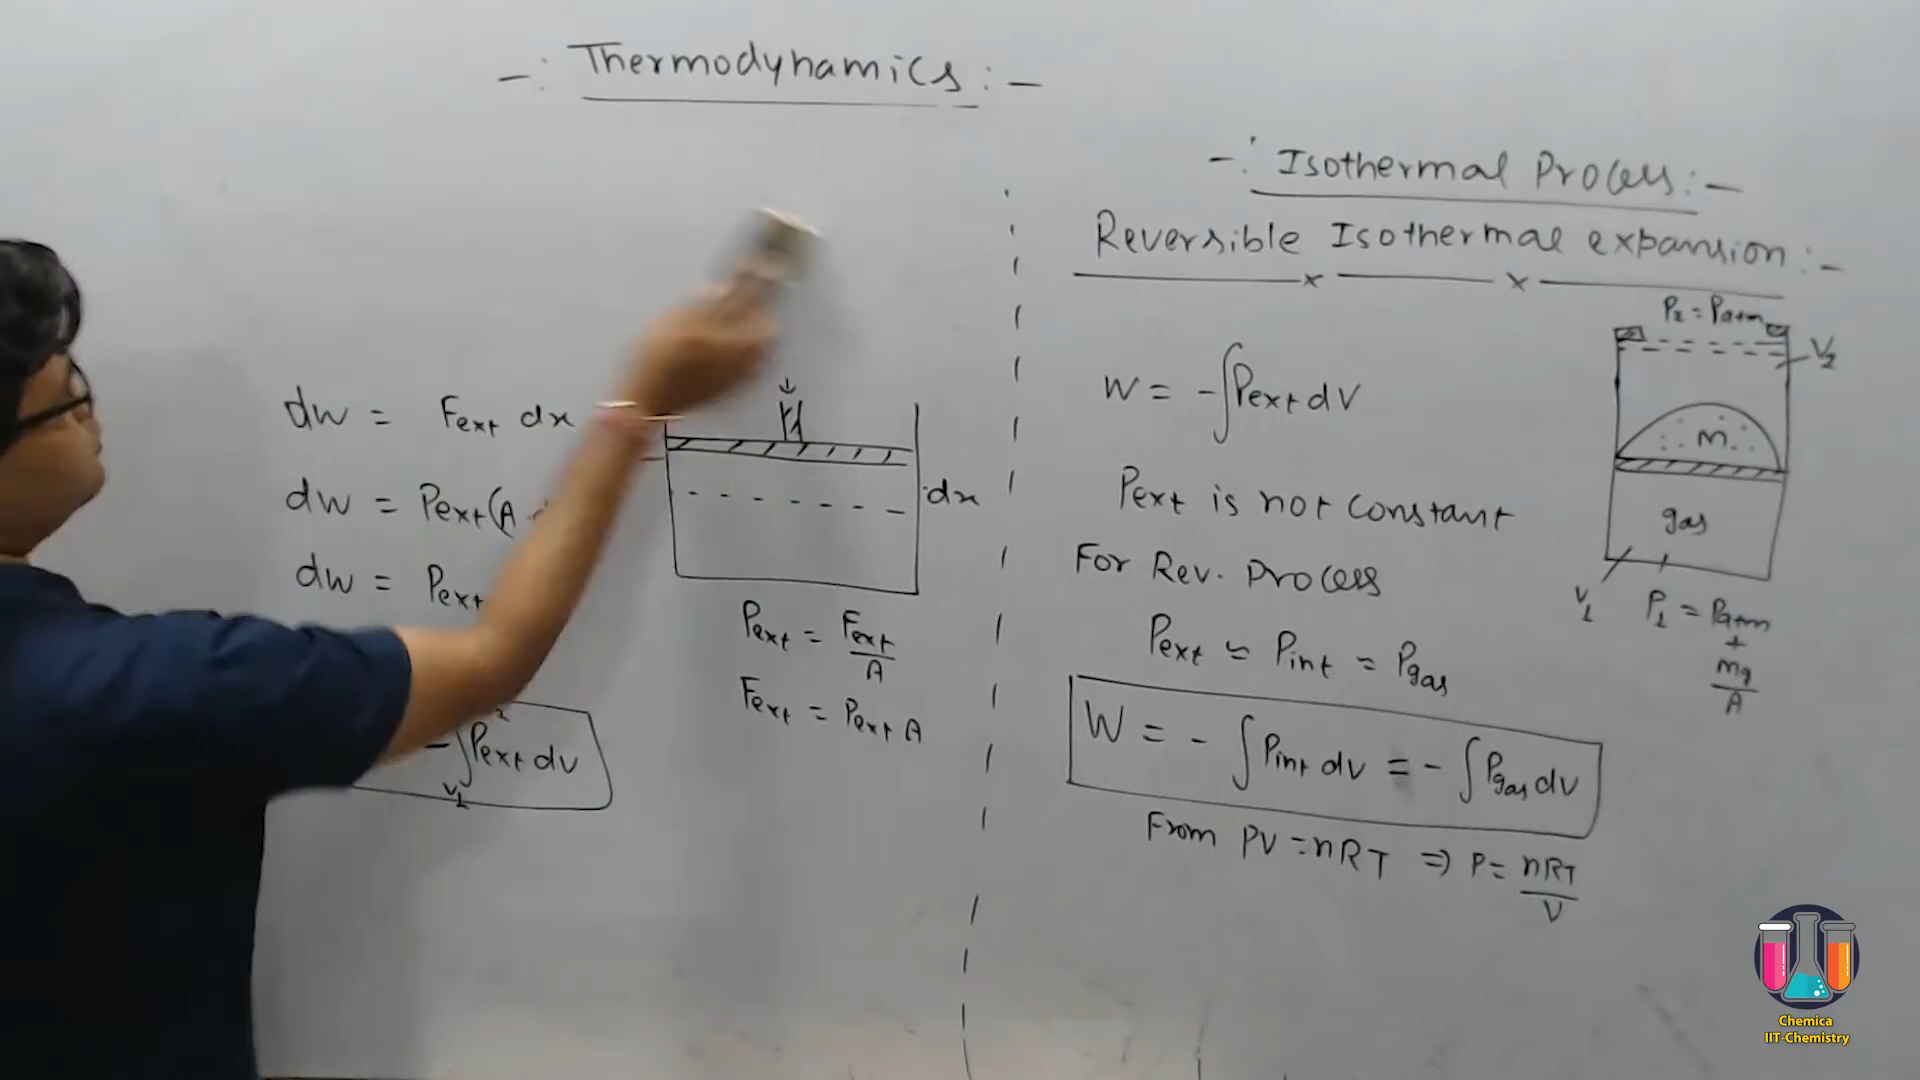 -: Thermodynamics :-
dw = Fext dx
dw = Pext(A
dw = Pext
- ∫ Pext dv
V1
dx
Pext = Fext/A
Fext = Pext A
-: Isothermal Process :-
Reversible Isothermal expansion :-
W = -∫Pext dV
Pext is not constant
For Rev. Process
Pext ≃ Pint ≃ Pgas
W = - ∫Pint dv = - ∫Pgas dv
From PV = nRT ⇒ P = nRT/V
P2 = Patm
V2
m
gas
V1
P1 = Patm
+
mg/A
Chemica
IIT-Chemistry